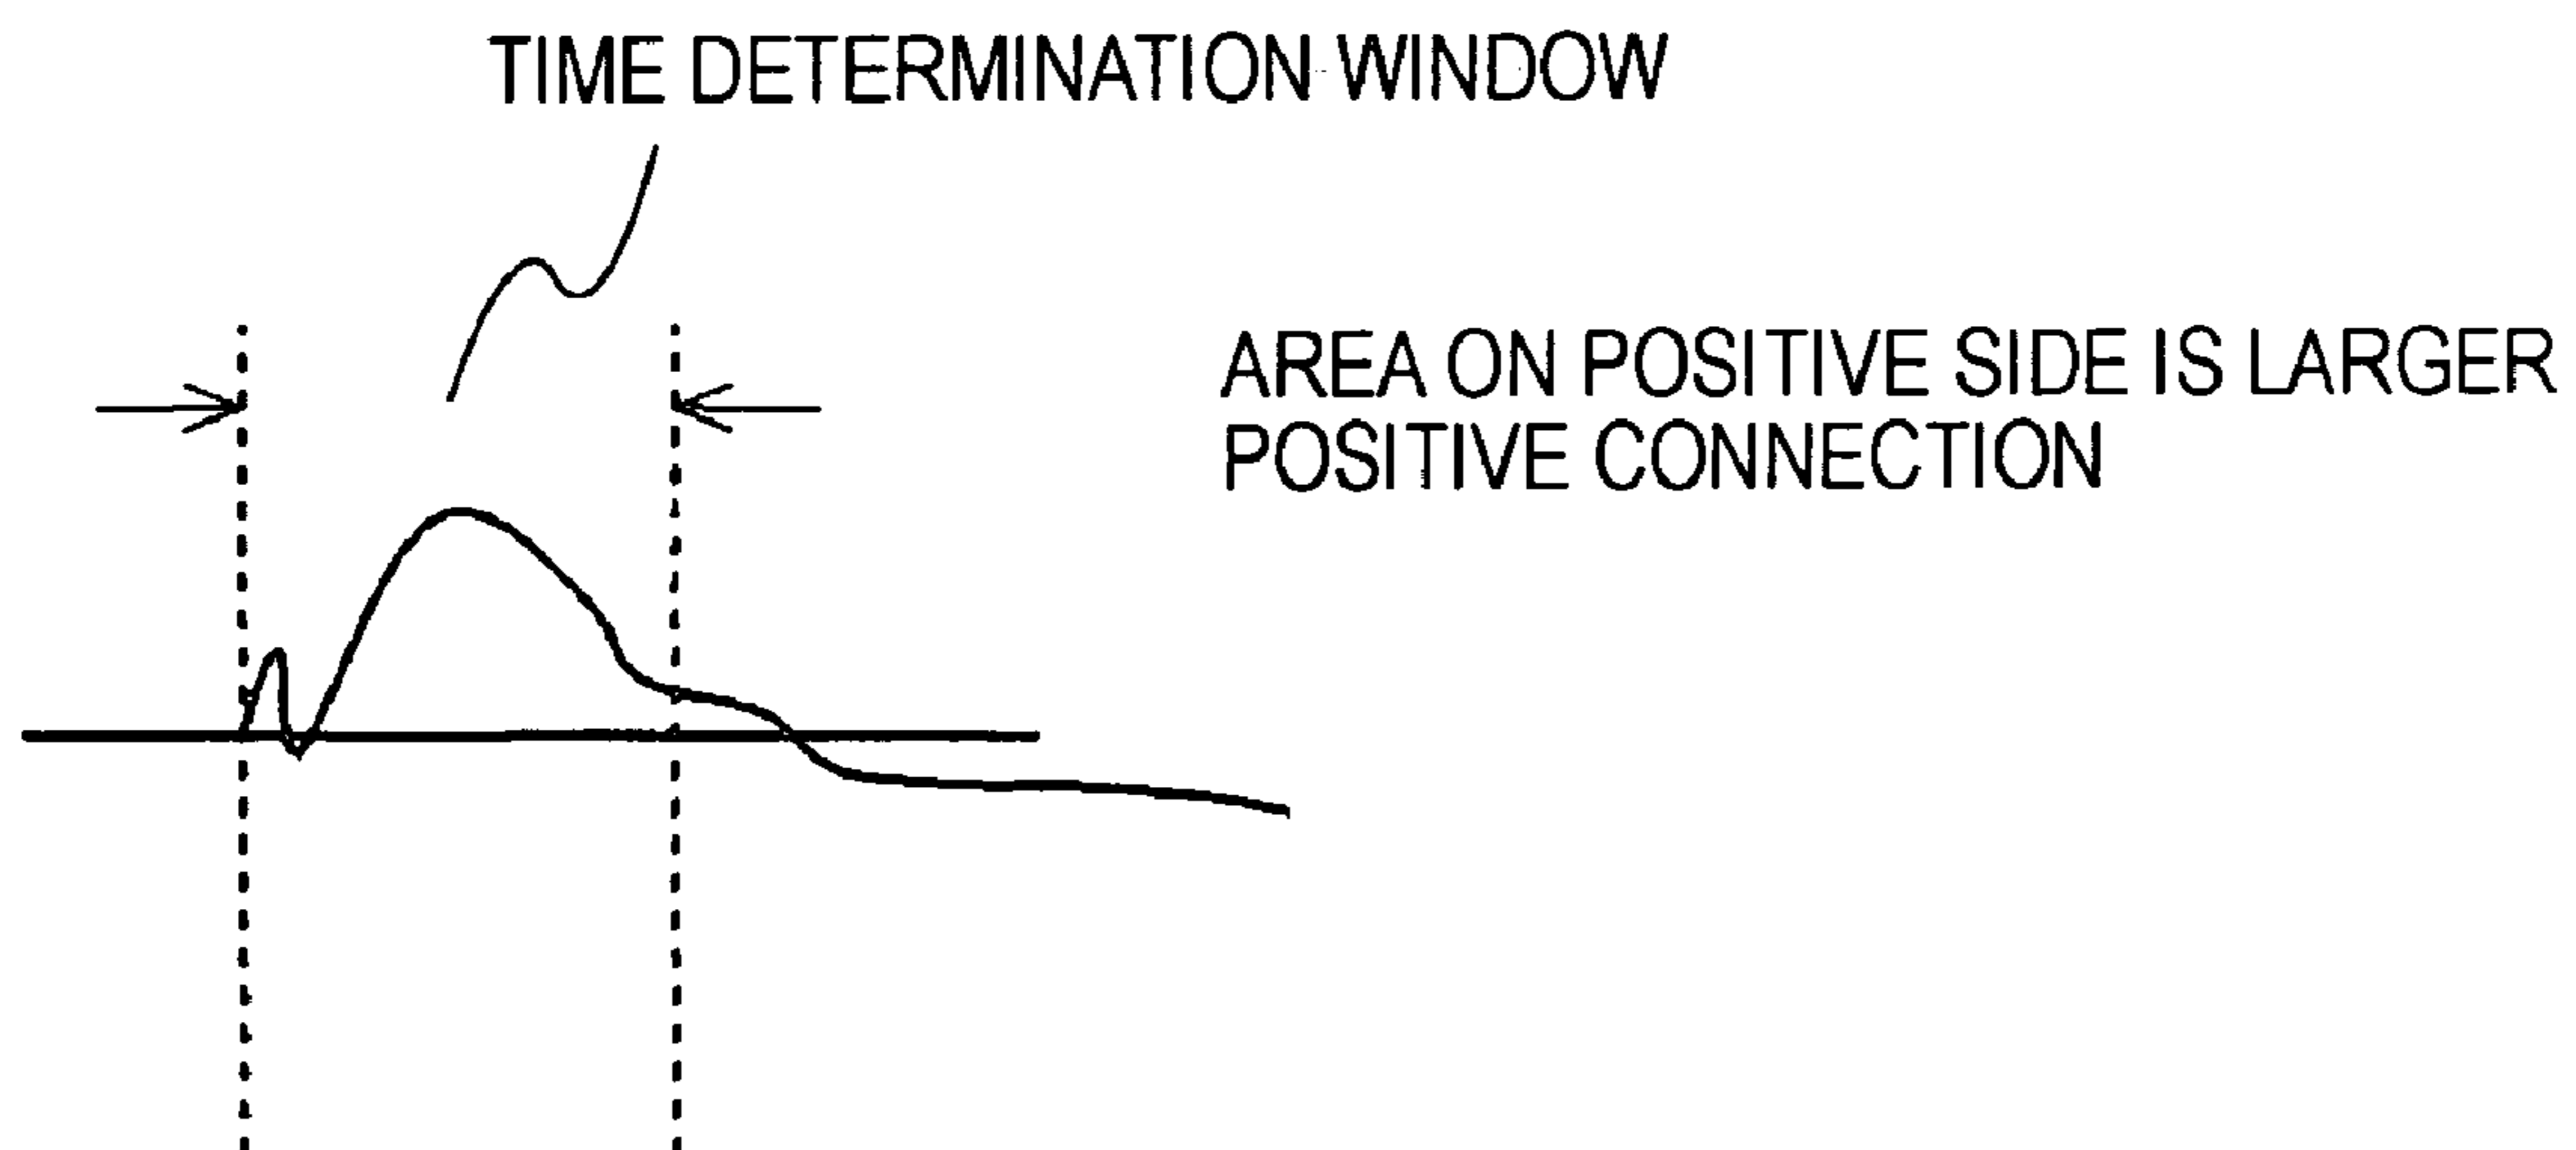 TIME DETERMINATION WINDOW
AREA ON POSITIVE SIDE IS LARGER
POSITIVE CONNECTION